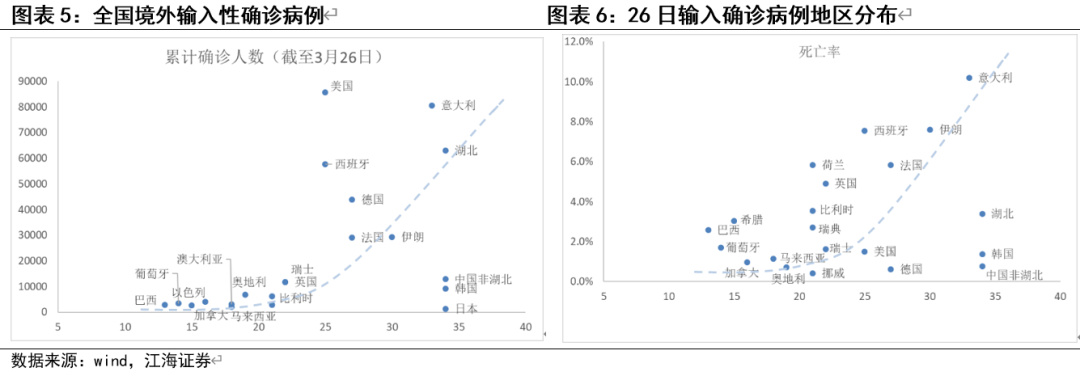 图表 5：全国境外输入性确诊病例
图表 6：26 日输入确诊病例地区分布
累计确诊人数（截至3月26日）
90000
80000
70000
60000
50000
40000
30000
20000
10000
0
5
10
15
20
25
30
35
40
美国
意大利
湖北
西班牙
德国
法国
伊朗
澳大利亚
葡萄牙
以色列
奥地利
瑞士
英国
巴西
加拿大
马来西亚
比利时
中国非湖北
韩国
日本
死亡率
12.0%
10.0%
8.0%
6.0%
4.0%
2.0%
0.0%
5
10
15
20
25
30
35
40
意大利
西班牙
伊朗
荷兰
法国
英国
比利时
湖北
希腊
巴西
瑞典
葡萄牙
瑞士
美国
韩国
加拿大
马来西亚
奥地利
挪威
德国
中国非湖北
数据来源：wind，江海证券